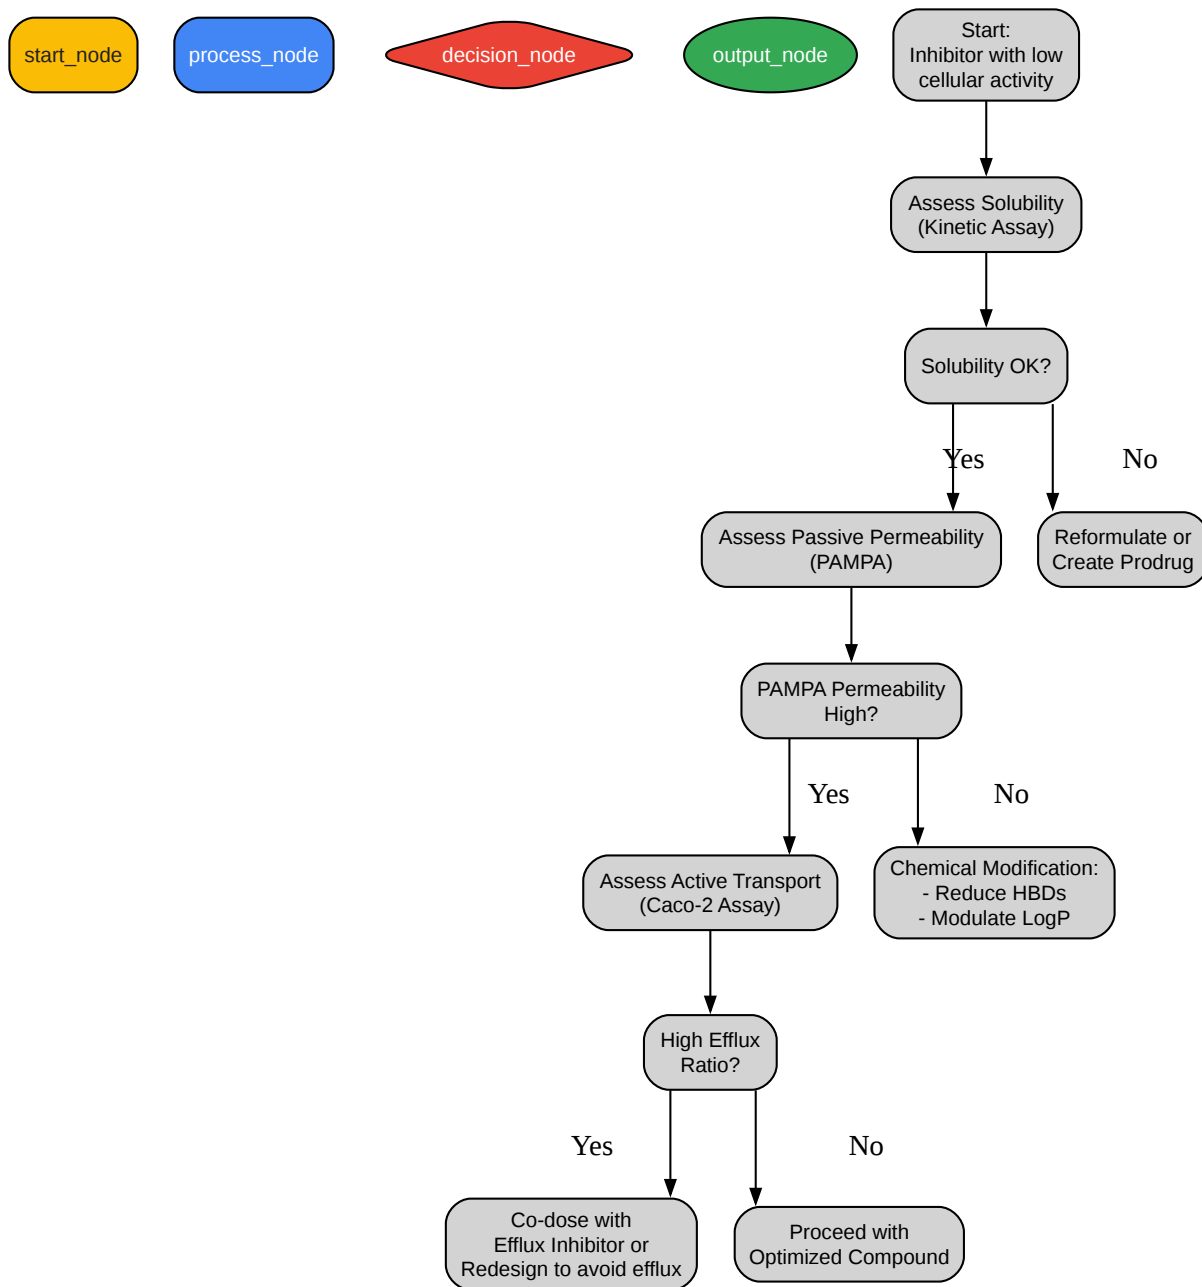 start_node
process_node
decision_node
output_node
Start:
Inhibitor with low
cellular activity
Assess Solubility
(Kinetic Assay)
Solubility OK?
Yes
No
Assess Passive Permeability
(PAMPA)
Reformulate or
Create Prodrug
PAMPA Permeability
High?
Yes
No
Assess Active Transport
(Caco-2 Assay)
Chemical Modification:
- Reduce HBDs
- Modulate LogP
High Efflux
Ratio?
Yes
No
Co-dose with
Efflux Inhibitor or
Redesign to avoid efflux
Proceed with
Optimized Compound